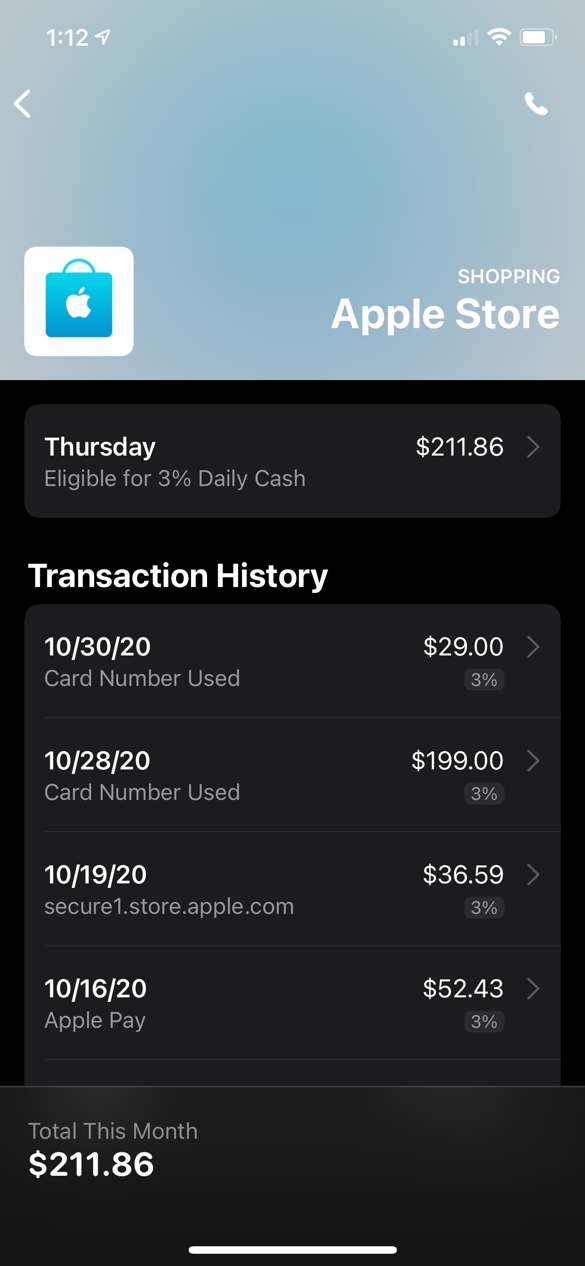 1:12
SHOPPING
Apple Store
Thursday
$211.86
Eligible for 3% Daily Cash
Transaction History
10/30/20
$29.00
Card Number Used
3%
10/28/20
$199.00
Card Number Used
3%
10/19/20
$36.59
secure1.store.apple.com
3%
10/16/20
$52.43
Apple Pay
3%
Total This Month
$211.86